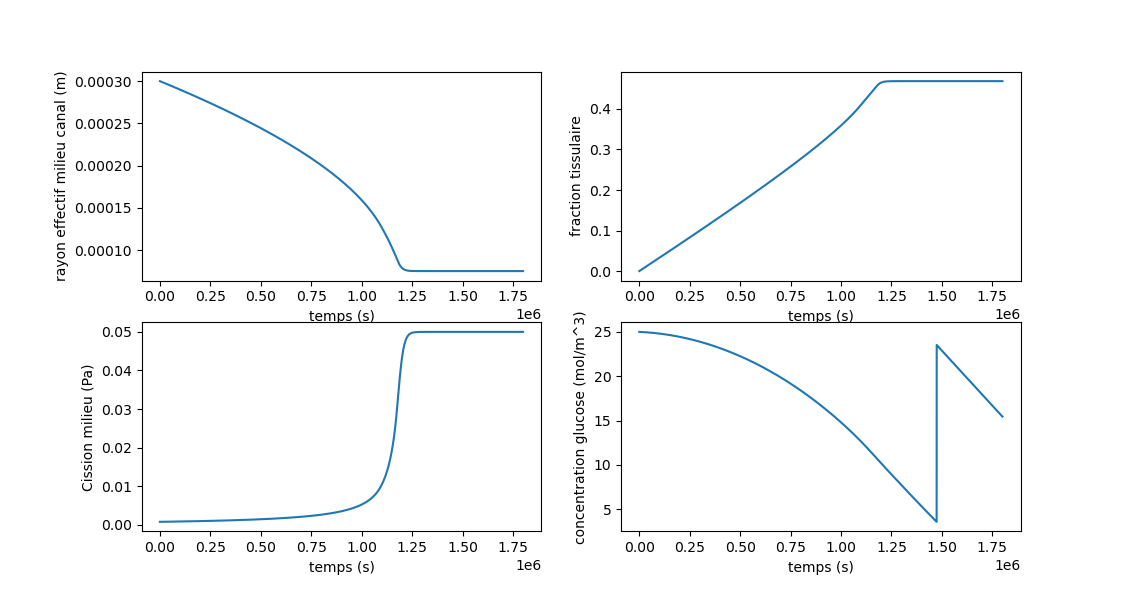 rayon effectif milieu canal (m)
0.00030
0.00025
0.00020
0.00015
0.00010
0.00 0.25 0.50 0.75 1.00 1.25 1.50 1.75
1e6
temps (s)
fraction tissulaire
0.4
0.3
0.2
0.1
0.0
0.00 0.25 0.50 0.75 1.00 1.25 1.50 1.75
1e6
temps (s)
Cission milieu (Pa)
0.05
0.04
0.03
0.02
0.01
0.00
0.00 0.25 0.50 0.75 1.00 1.25 1.50 1.75
1e6
temps (s)
concentration glucose (mol/m^3)
25
20
15
10
5
0.00 0.25 0.50 0.75 1.00 1.25 1.50 1.75
1e6
temps (s)